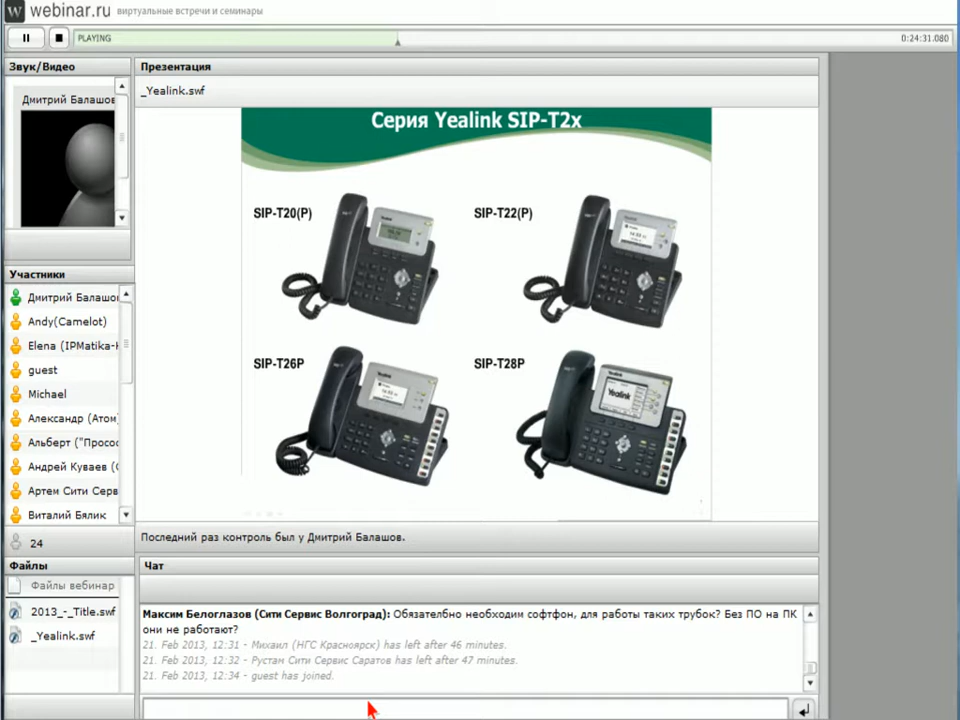 w webinar.ru виртуальные встречи и семинары
PLAYING 0:24:31.080
Звук/Видео
Дмитрий Балашов
Презентация
_Yealink.swf
Серия Yealink SIP-T2x
SIP-T20(P) SIP-T22(P)
SIP-T26P SIP-T28P
Yealink
Участники
Дмитрий Балашо
Andy(Camelot)
Elena (IPMatika-
guest
Michael
Александр (Атом
Альберт ("Просо
Андрей Куваев (
Артем Сити Серв
Виталий Бялик
24
Последний раз контроль был у Дмитрий Балашов.
Файлы
Файлы вебинар
2013_-_Title.swf
_Yealink.swf
Чат
Максим Белоглазов (Сити Сервис Волгоград): Обязателбно необходим софтфон, для работы таких трубок? Без ПО на ПК
они не работают?
21. Feb 2013, 12:31 - Михаил (НГС Красноярск) has left after 46 minutes.
21. Feb 2013, 12:32 - Рустам Сити Сервис Саратов has left after 47 minutes.
21. Feb 2013, 12:34 - guest has joined.